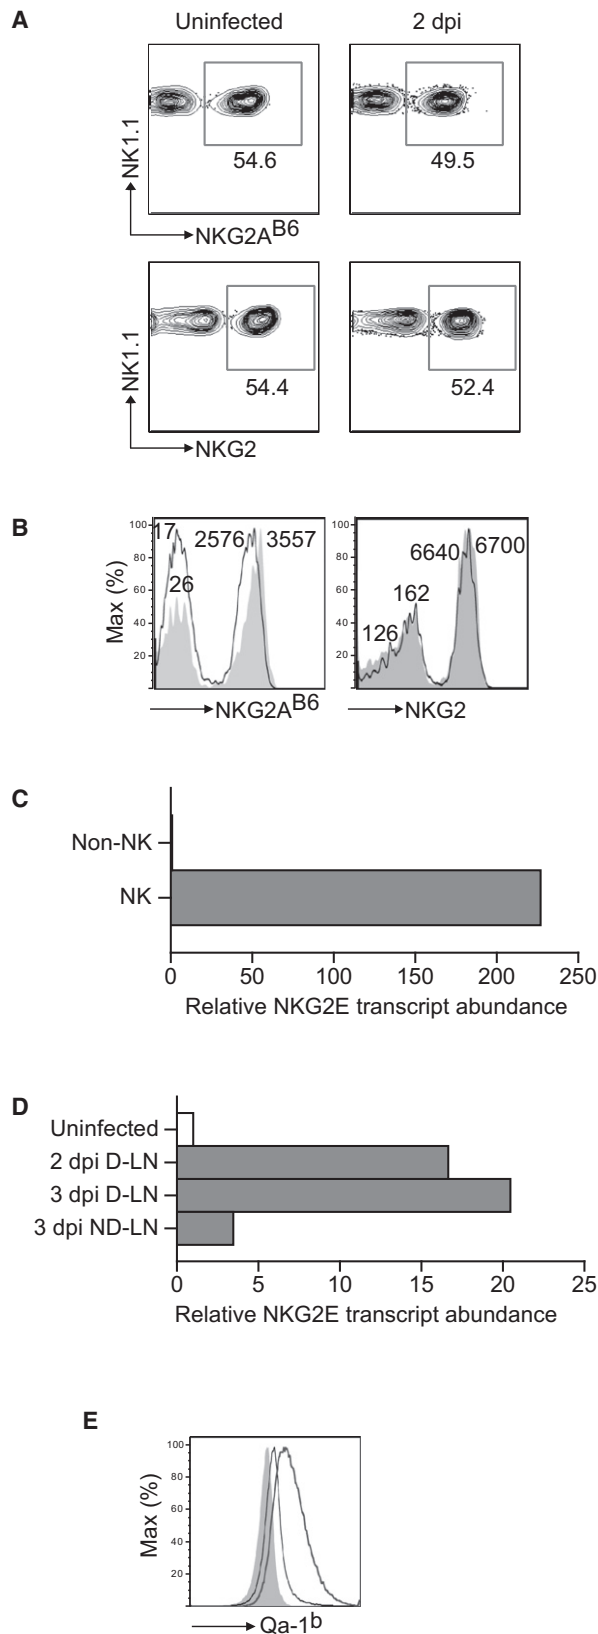 A
Uninfected 2 dpi
NK1.1
54.6 49.5
NKG2A^B6
NK1.1
54.4 52.4
NKG2
B
Max (%)
100 80 60 40 20
17 2576 3557
26
NKG2A^B6
100 80 60 40 20
6640 6700
162
126
NKG2
C
Non-NK
NK
0 50 100 150 200 250
Relative NKG2E transcript abundance
D
Uninfected
2 dpi D-LN
3 dpi D-LN
3 dpi ND-LN
0 5 10 15 20 25
Relative NKG2E transcript abundance
E
Max (%)
100 80 60 40 20
Qa-1^b